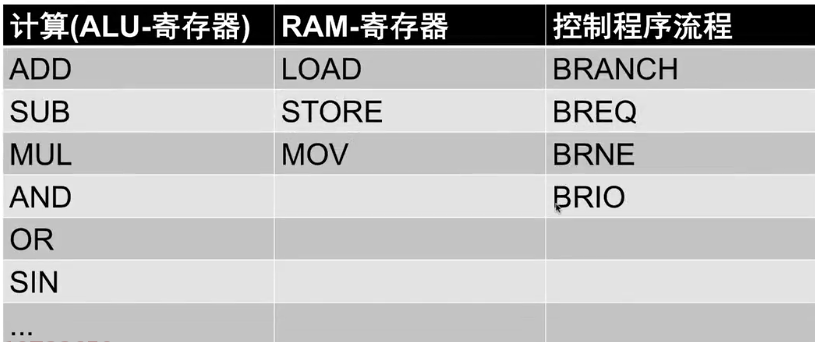 计算(ALU-寄存器) RAM-寄存器 控制程序流程
ADD LOAD BRANCH
SUB STORE BREQ
MUL MOV BRNE
AND BRIO
OR
SIN
...